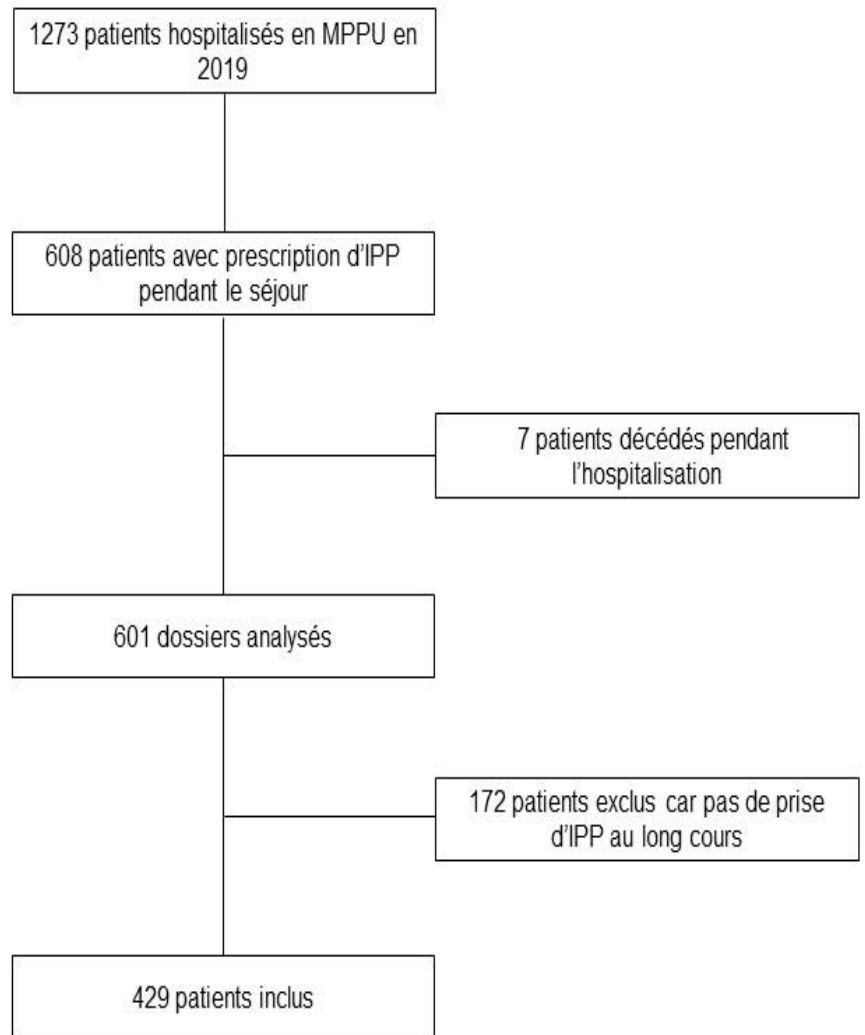 1273 patients hospitalisés en MPPU en
2019
608 patients avec prescription d'IPP
pendant le séjour
7 patients décédés pendant
l'hospitalisation
601 dossiers analysés
172 patients exclus car pas de prise
d'IPP au long cours
429 patients inclus